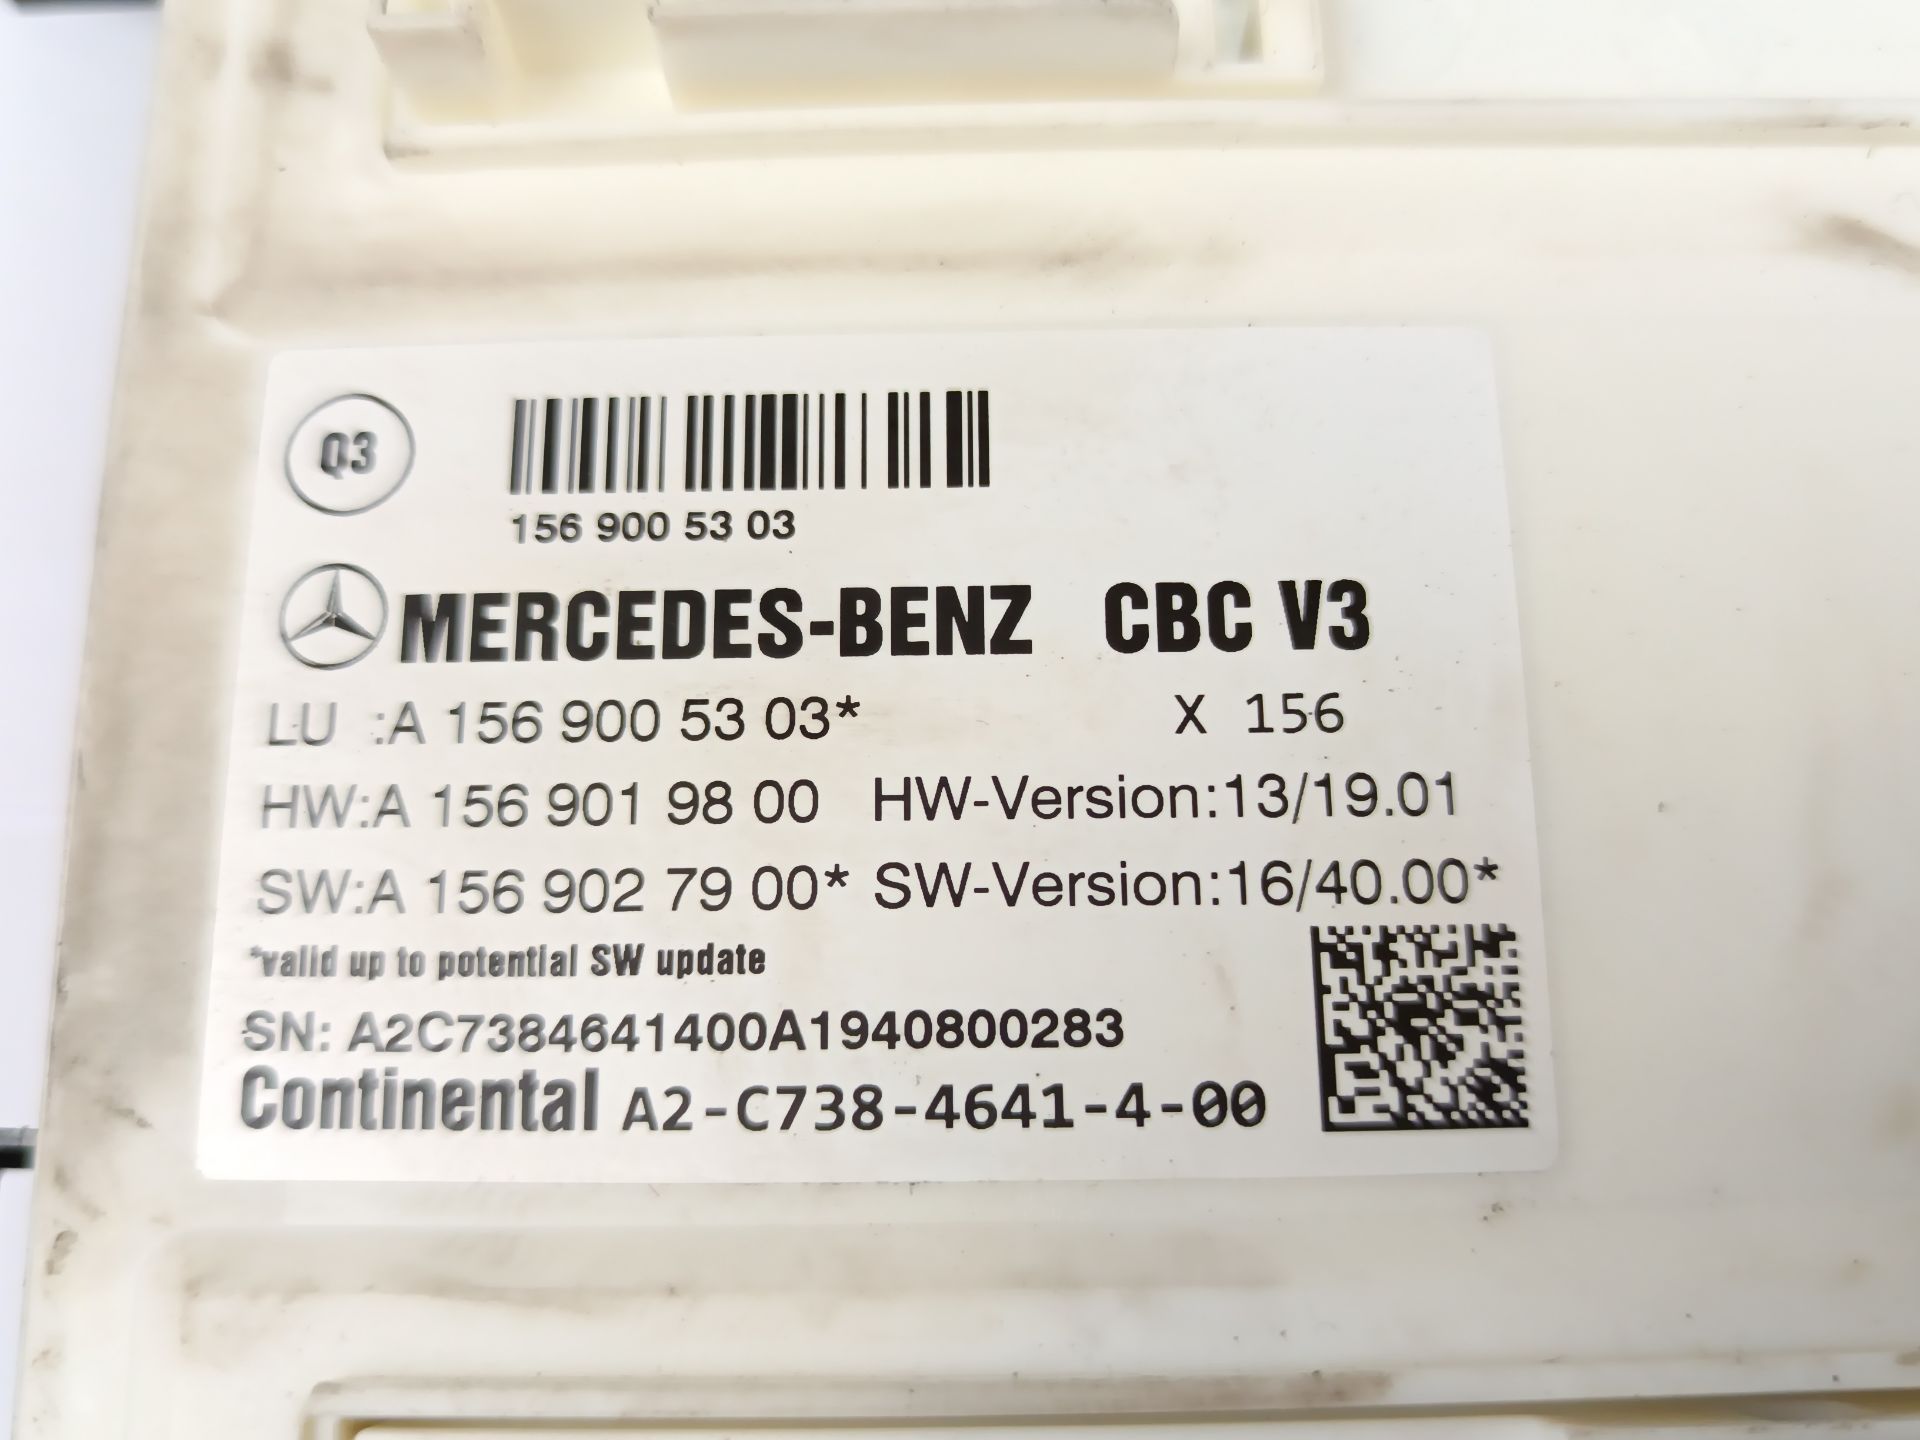 Q3
156 900 53 03
MERCEDES-BENZ CBC V3
LU :A 156 900 53 03* X 156
HW:A 156 901 98 00 HW-Version:13/19.01
SW:A 156 902 79 00* SW-Version:16/40.00*
*valid up to potential SW update
SN: A2C7384641400A1940800283
Continental A2-C738-4641-4-00